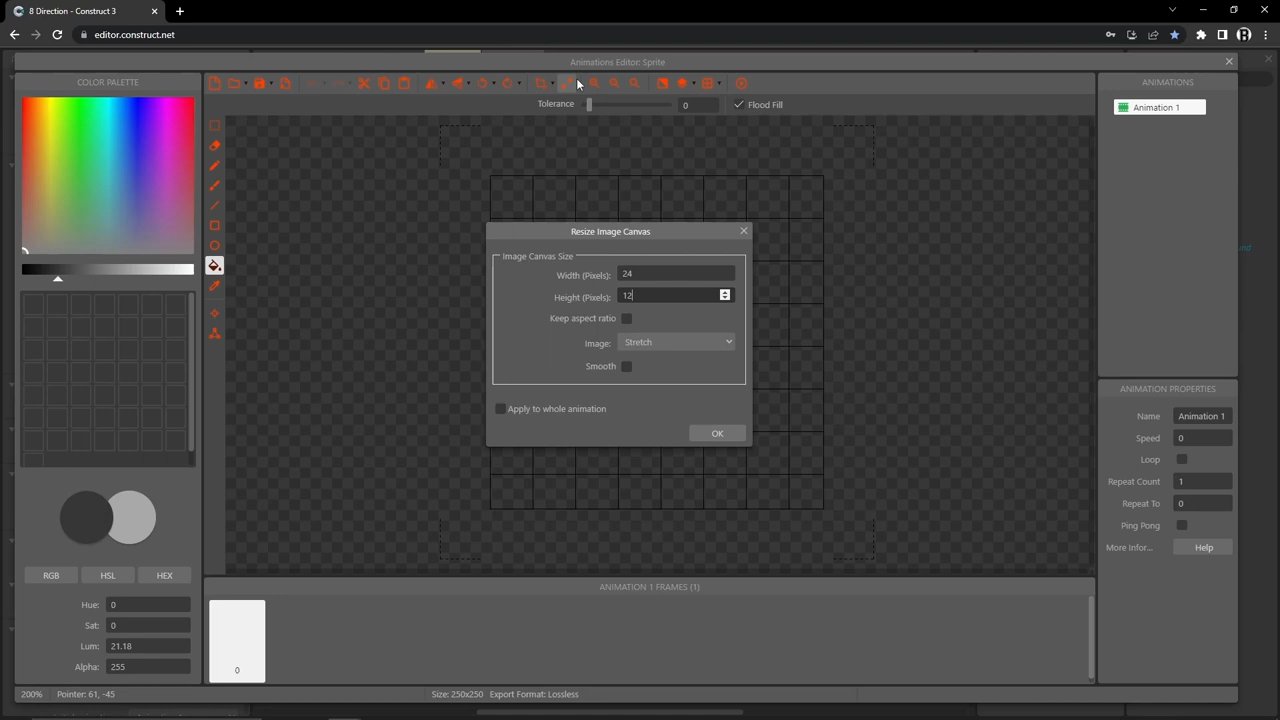 8 Direction - Construct 3
editor.construct.net
Animations Editor: Sprite
COLOR PALETTE
Tolerance 0 Flood Fill
ANIMATIONS
Animation 1
Resize Image Canvas
Image Canvas Size
Width (Pixels): 24
Height (Pixels): 12
Keep aspect ratio
Image: Stretch
Smooth
Apply to whole animation
OK
ANIMATION PROPERTIES
Name Animation 1
Speed 0
Loop
Repeat Count 1
Repeat To 0
Ping Pong
More Infor... Help
RGB HSL HEX
Hue: 0
Sat: 0
Lum: 21.18
Alpha: 255
ANIMATION 1 FRAMES (1)
0
200% Pointer: 61, -45 Size: 250x250 Export Format: Lossless